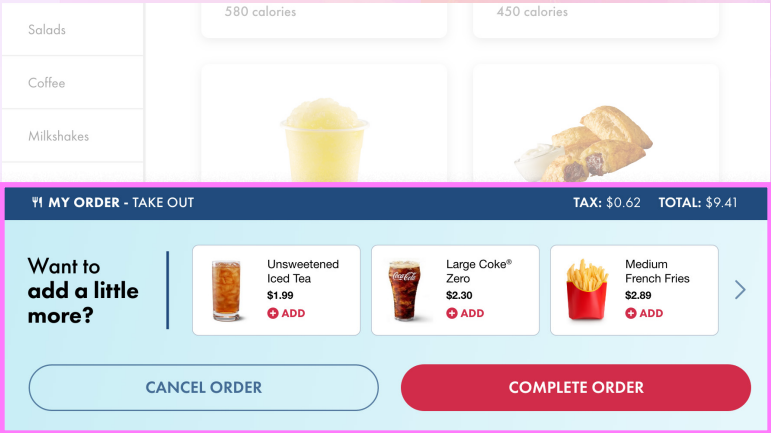 580 calories
450 calories
Salads
Coffee
Milkshakes
MY ORDER - TAKE OUT
TAX: $0.62 TOTAL: $9.41
Want to
add a little
more?
Unsweetened
Iced Tea
$1.99
ADD
Coca-Cola
Large Coke®
Zero
$2.30
ADD
Medium
French Fries
$2.89
ADD
CANCEL ORDER
COMPLETE ORDER